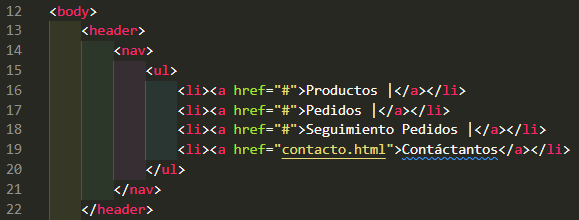 12 <body>
13 <header>
14 <nav>
15 <ul>
16 <li><a href="#">Productos |</a></li>
17 <li><a href="#">Pedidos |</a></li>
18 <li><a href="#">Seguimiento Pedidos |</a></li>
19 <li><a href="contacto.html">Contáctantos</a></li>
20 </ul>
21 </nav>
22 </header>